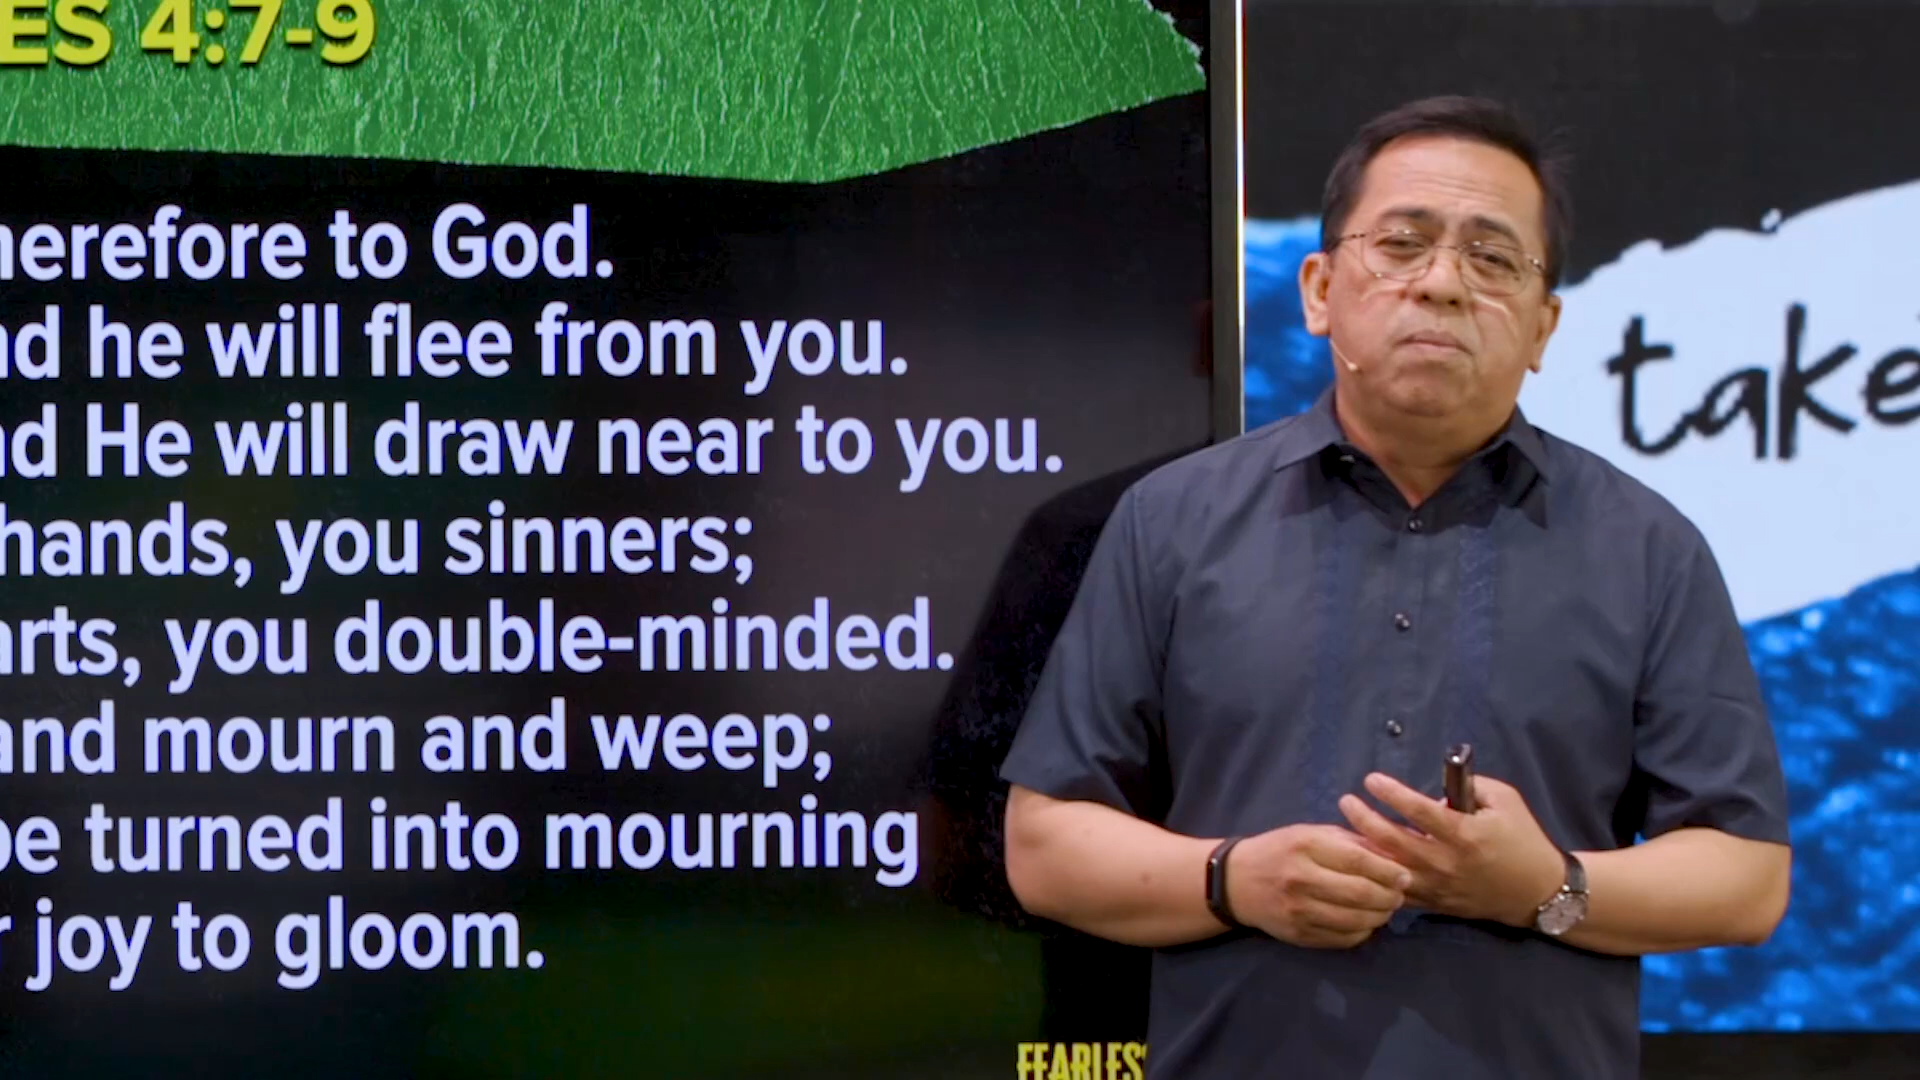 ES 4:7-9
herefore to God.
nd he will flee from you.
nd He will draw near to you.
hands, you sinners;
arts, you double-minded.
and mourn and weep;
be turned into mourning
r joy to gloom.
FEARLESS
take